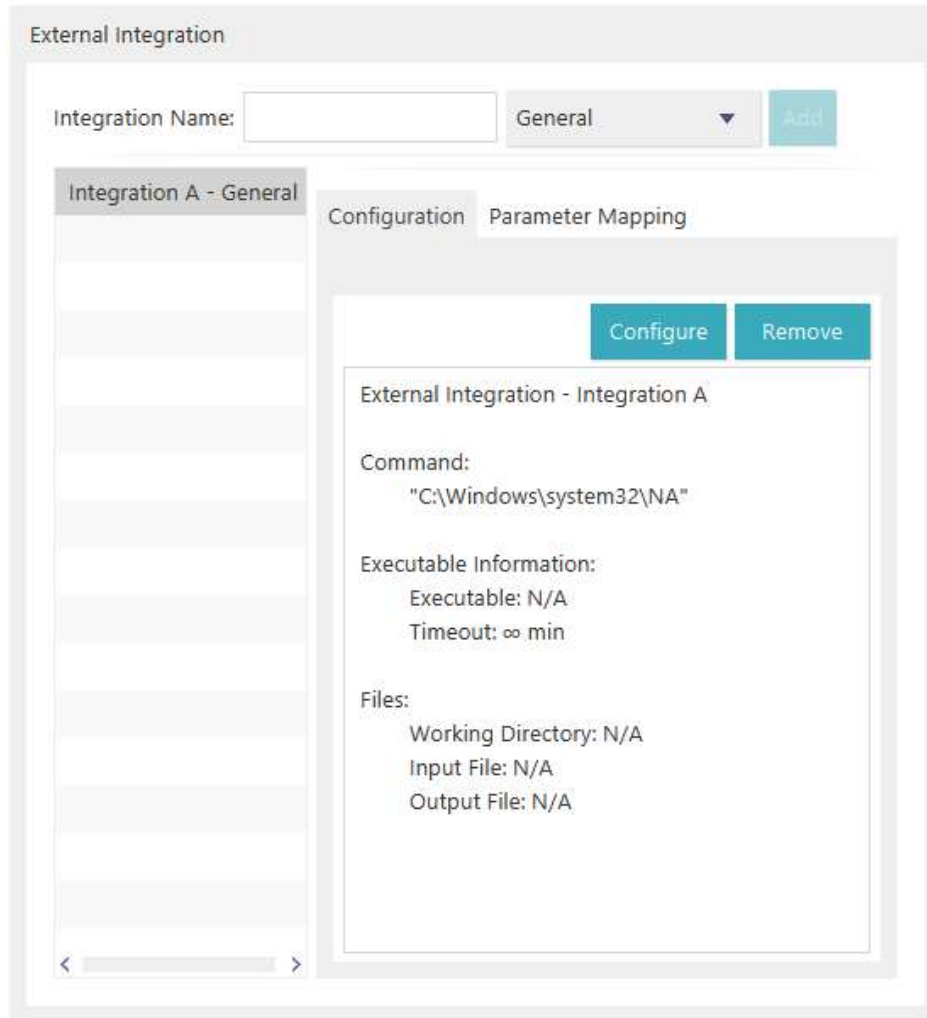 External Integration
Integration Name:
General
Add
Integration A - General
Configuration
Parameter Mapping
Configure
Remove
External Integration - Integration A
Command:
"C:\Windows\system32\NA"
Executable Information:
Executable: N/A
Timeout: ∞ min
Files:
Working Directory: N/A
Input File: N/A
Output File: N/A